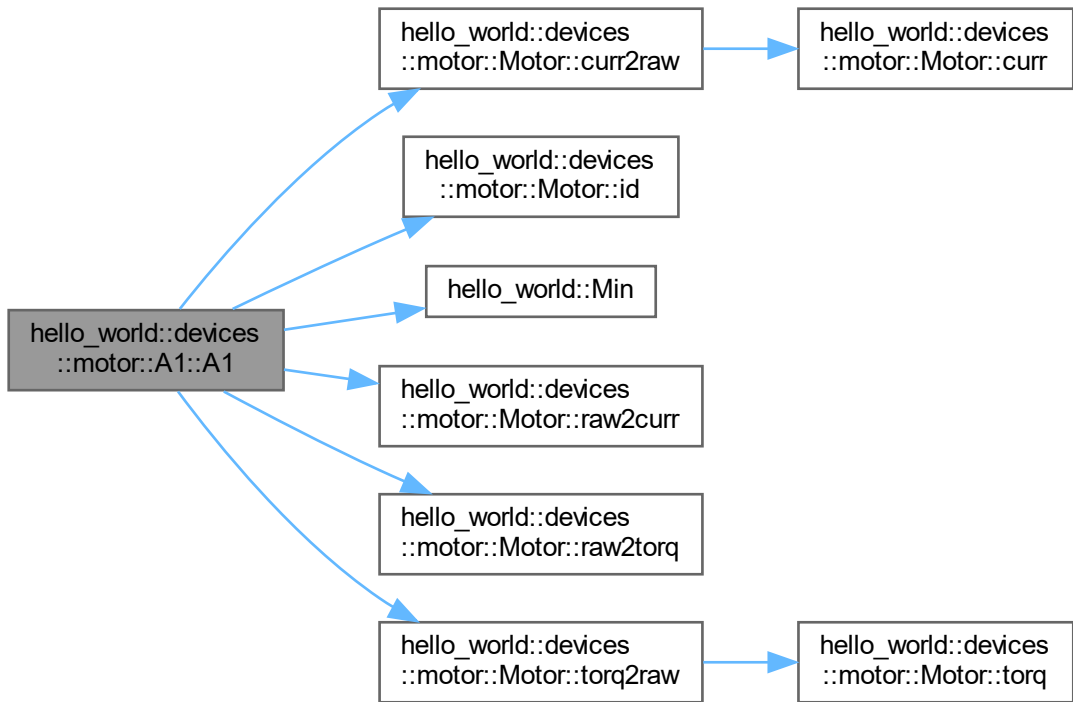 hello_world::devices
::motor::A1::A1
hello_world::devices
::motor::Motor::curr2raw
hello_world::devices
::motor::Motor::curr
hello_world::devices
::motor::Motor::id
hello_world::Min
hello_world::devices
::motor::Motor::raw2curr
hello_world::devices
::motor::Motor::raw2torq
hello_world::devices
::motor::Motor::torq2raw
hello_world::devices
::motor::Motor::torq